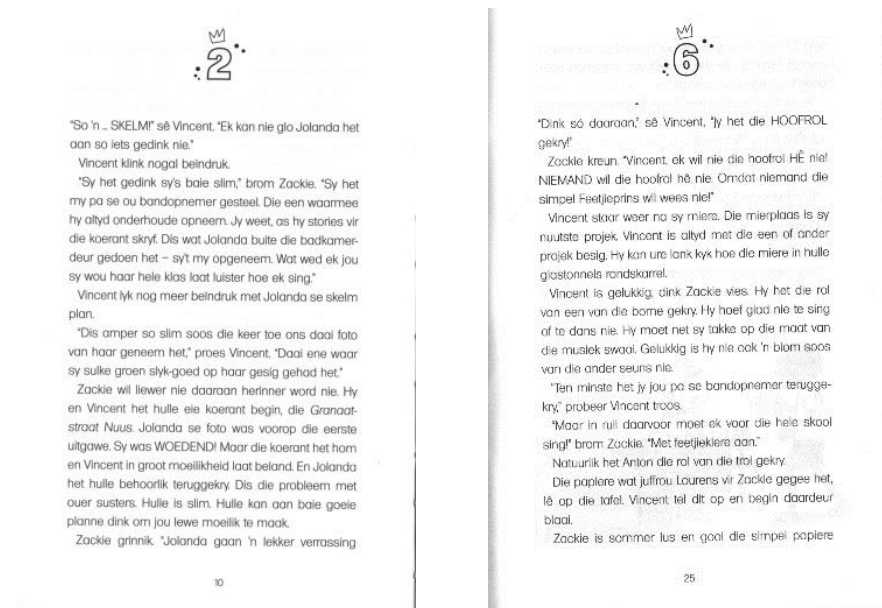 2
"So 'n ... SKELM!" sê Vincent. "Ek kan nie glo Jolanda het
aan so iets gedink nie."
Vincent klink nogal beïndruk.
"Sy het gedink sy's baie slim," brom Zackie. "Sy het
my pa se ou bandopnemer gesteel. Die een waarmee
hy altyd onderhoude opneem. Jy weet, as hy stories vir
die koerant skryf. Dis wat Jolanda buite die badkamer-
deur gedoen het – sy't my opgeneem. Wat wed ek jou
sy wou haar hele klas laat luister hoe ek sing."
Vincent lyk nog meer beïndruk met Jolanda se skelm
plan.
"Dis amper so slim soos die keer toe ons daai foto
van haar geneem het," proes Vincent. "Daai ene waar
sy sulke groen slyk-goed op haar gesig gehad het."
Zackie wil liewer nie daaraan herinner word nie. Hy
en Vincent het hulle eie koerant begin, die Granaat-
straat Nuus. Jolanda se foto was voorop die eerste
uitgawe. Sy was WOEDEND! Maar die koerant het hom
en Vincent in groot moeilikheid laat beland. En Jolanda
het hulle behoorlik teruggekry. Dis die probleem met
ouer susters. Hulle is slim. Hulle kan aan baie goeie
planne dink om jou lewe moeilik te maak.
Zackie grinnik. "Jolanda gaan 'n lekker verrassing
10
6
"Dink só daaraan," sê Vincent, "jy het die HOOFROL
gekry!"
Zackie kreun. "Vincent, ek wil nie die hoofrol HÊ nie!
NIEMAND wil die hoofrol hê nie. Omdat niemand die
simpel Feetjieprins wil wees nie!"
Vincent staar weer na sy miere. Die mierplaas is sy
nuutste projek. Vincent is altyd met die een of ander
projek besig. Hy kan ure lank kyk hoe die miere in hulle
glastonnels rondskarrel.
Vincent is gelukkig, dink Zackie vies. Hy het die rol
van een van die bome gekry. Hy hoef glad nie te sing
of te dans nie. Hy moet net sy takke op die maat van
die musiek swaai. Gelukkig is hy nie ook 'n blom soos
van die ander seuns nie.
"Ten minste het jy jou pa se bandopnemer terugge-
kry," probeer Vincent troos.
"Maar in ruil daarvoor moet ek voor die hele skool
sing!" brom Zackie. "Met feetjieklere aan."
Natuurlik het Anton die rol van die trol gekry.
Die papiere wat juffrou Lourens vir Zackie gegee het,
lê op die tafel. Vincent tel dit op en begin daardeur
blaai.
Zackie is sommer lus en gooi die simpel papiere
25